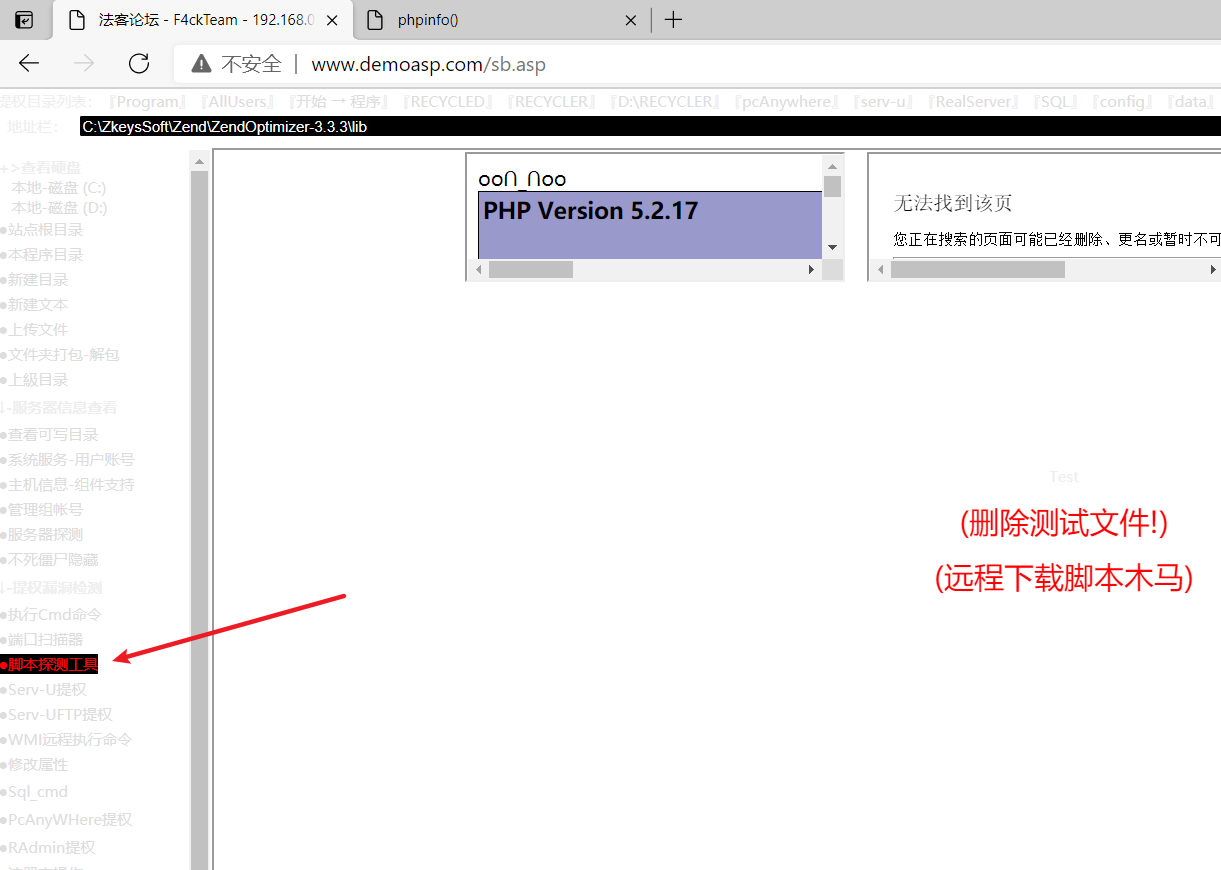 法客论坛 - F4ckTeam - 192.168.0
phpinfo()
不安全 | www.demoasp.com/sb.asp
提权目录列表: 『Program』 『AllUsers』 『开始 → 程序』 『RECYCLED』 『RECYCLER』 『D:\RECYCLER』 『pcAnywhere』 『serv-u』 『RealServer』 『SQL』 『config』 『data』
地址栏: C:\ZkeysSoft\Zend\ZendOptimizer-3.3.3\lib
+>查看硬盘
本地-磁盘 (C:)
本地-磁盘 (D:)
●站点根目录
●本程序目录
●新建目录
●新建文本
●上传文件
●文件夹打包-解包
●上級目录
↓-服务器信息查看
●查看可写目录
●系统服务-用户账号
●主机信息-组件支持
●管理组帐号
●服务器探测
●不死僵尸隐藏
↓-提权漏洞检测
●执行Cmd命令
●端口扫描器
●脚本探测工具
●Serv-U提权
●Serv-UFTP提权
●WMI远程执行命令
●修改属性
●Sql_cmd
●PcAnyWHere提权
●RAdmin提权
ooՈ_Ոoo
PHP Version 5.2.17
无法找到该页
您正在搜索的页面可能已经删除、更名或暂时不可
Test
(删除测试文件!)
(远程下载脚本木马)